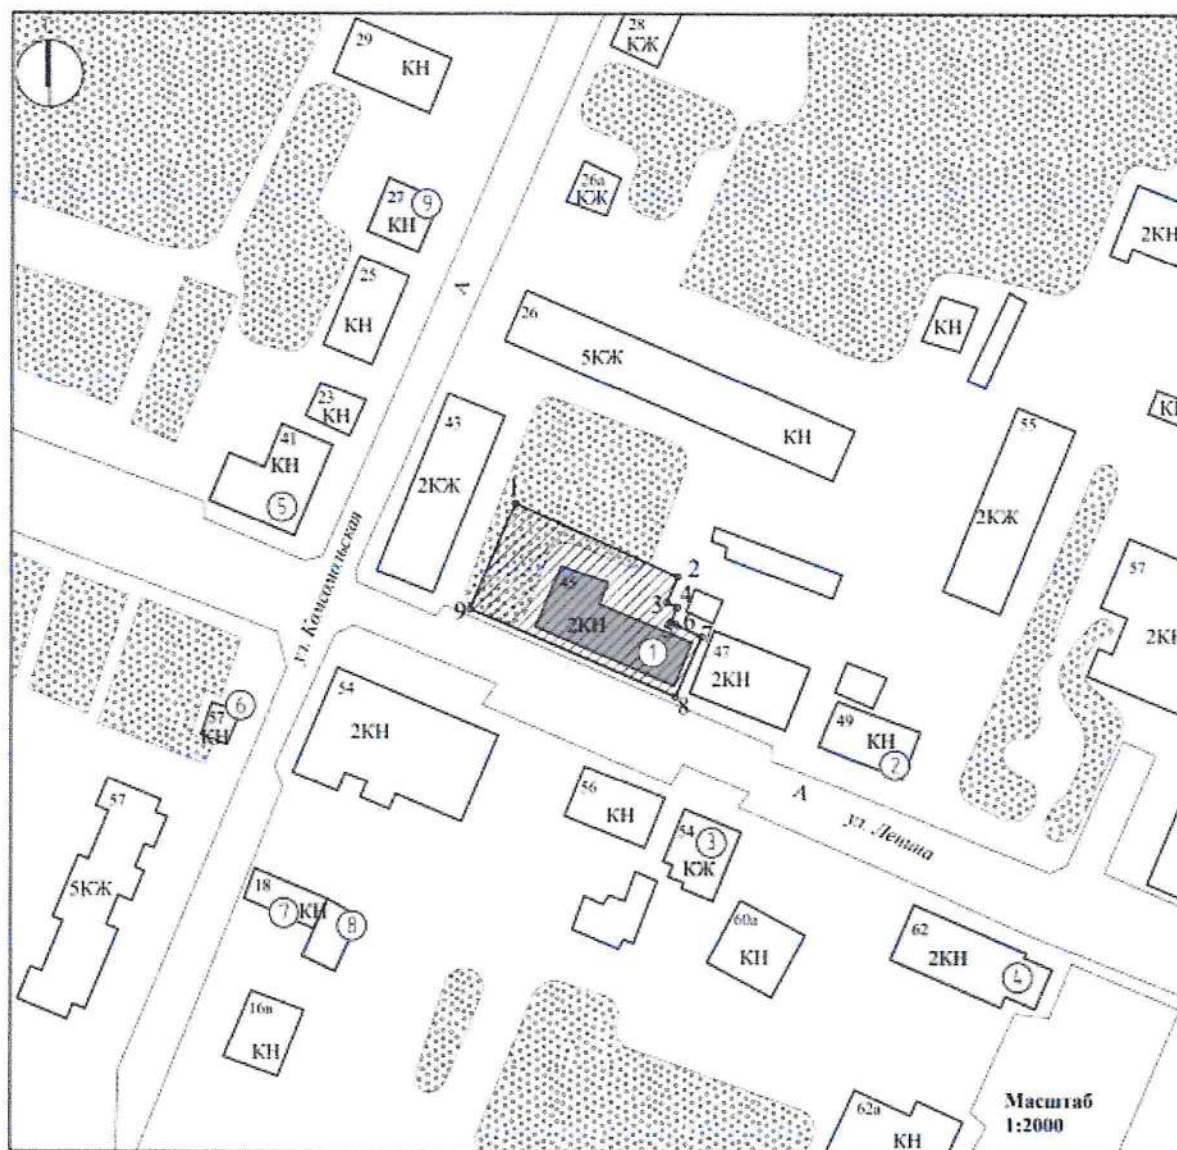 29
КН
28
КЖ
27
9
КН
26а
КЖ
2КН
25
КН
А
26
5КЖ
КН
КН
23
КН
41
КН
5
43
2КЖ
55
2КЖ
1
ул. Комсомольская
45
2КН
1
2
3
4
6
7
8
9
47
2КН
57
2КН
49
КН
2
57
6
КН
54
2КН
56
КН
54
3
КЖ
А
ул. Ленина
57
5КЖ
18
КН
7
8
60а
КН
62
2КН
4
16в
КН
62а
КН
Масштаб
1:2000